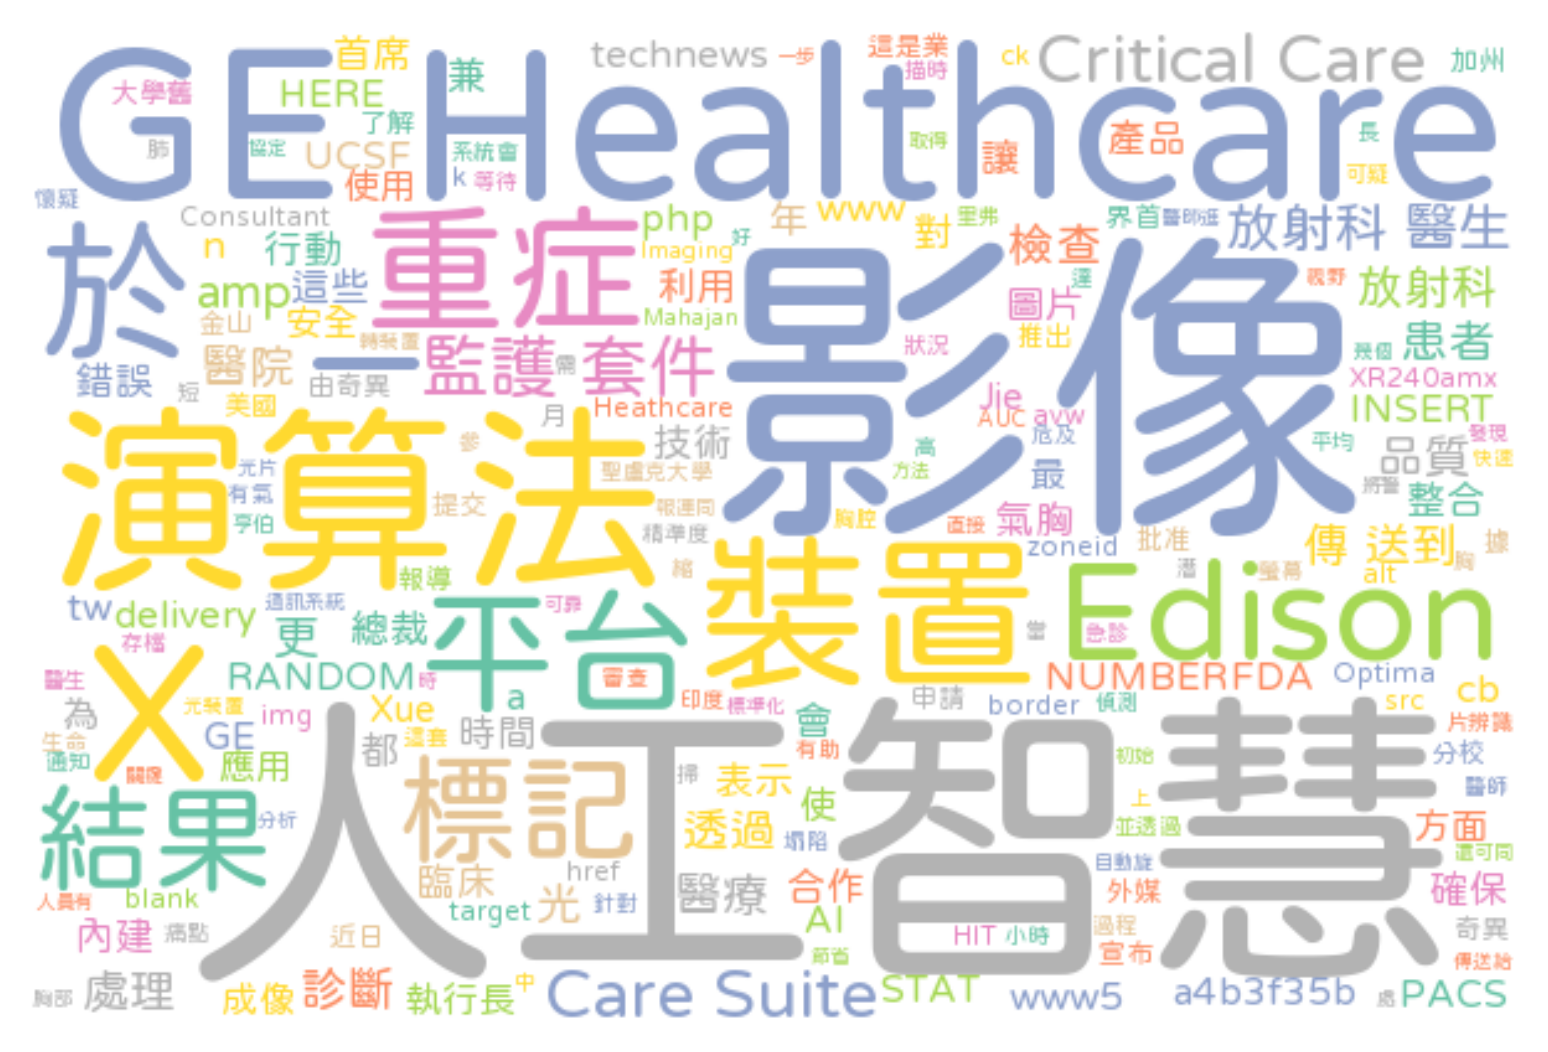 首席
technews
一步
這是業
ck
Critical Care
加州
大學舊
HERE
兼
描時
GE Healthcare
了解
取得
產品
長
肺
協定
UCSF
系統會
讓
使用
k
等待
可疑
懷疑
Consultant
重症
php
年
www
里弗
界首
放射科 醫生
於
n
行動
Imaging
好
對
檢查
影像
視野
amp
這些
利用
達
圖片
放射科
金山
安全
Mahajan
推出
醫院
一
轉裝置
監護 套件
需
狀況
幾個
患者
錯誤
短
由奇異
Jie
XR240amx
美國
月
Heathcare
AUC
avw
INSERT
演算法
參
技術
高
危及
平均
發現
光片
聖盧克大學
方法
最
品質
快速
有氣
提交
報連同
整合
亨伯
精準度
胸腔
直接
氣胸
批准
裝置
zoneid
傳 送到
據
胸
報導
縮
潛
螢幕
alt
Edison
tw
delivery
通訊系統
平台
可靠
更
總裁
當
存檔
醫生
RANDOM
時
a
審查
NUMBERFDA
Optima
X
印度
標準化
申請
border
偵測
src
cb
為
光裝置
img
Xue
會
片辨識
生命
GE
這套
時間
人工智慧
有助
初始
分校
通知
應用
都
標記
掃
表示
醫師
結果
使
上
分析
透過
塌陷
並透過
方面
還可同
臨床
href
自動旋
人員有
blank
target
光
針對
醫療
合作
外媒
確保
內建
痛點
近日
AI
HIT
小時
過程
奇異
節省
宣布
傳送給
胸部
處理
成像
診斷
執行長
中
Care Suite
STAT
www5
a4b3f35b
處
PACS